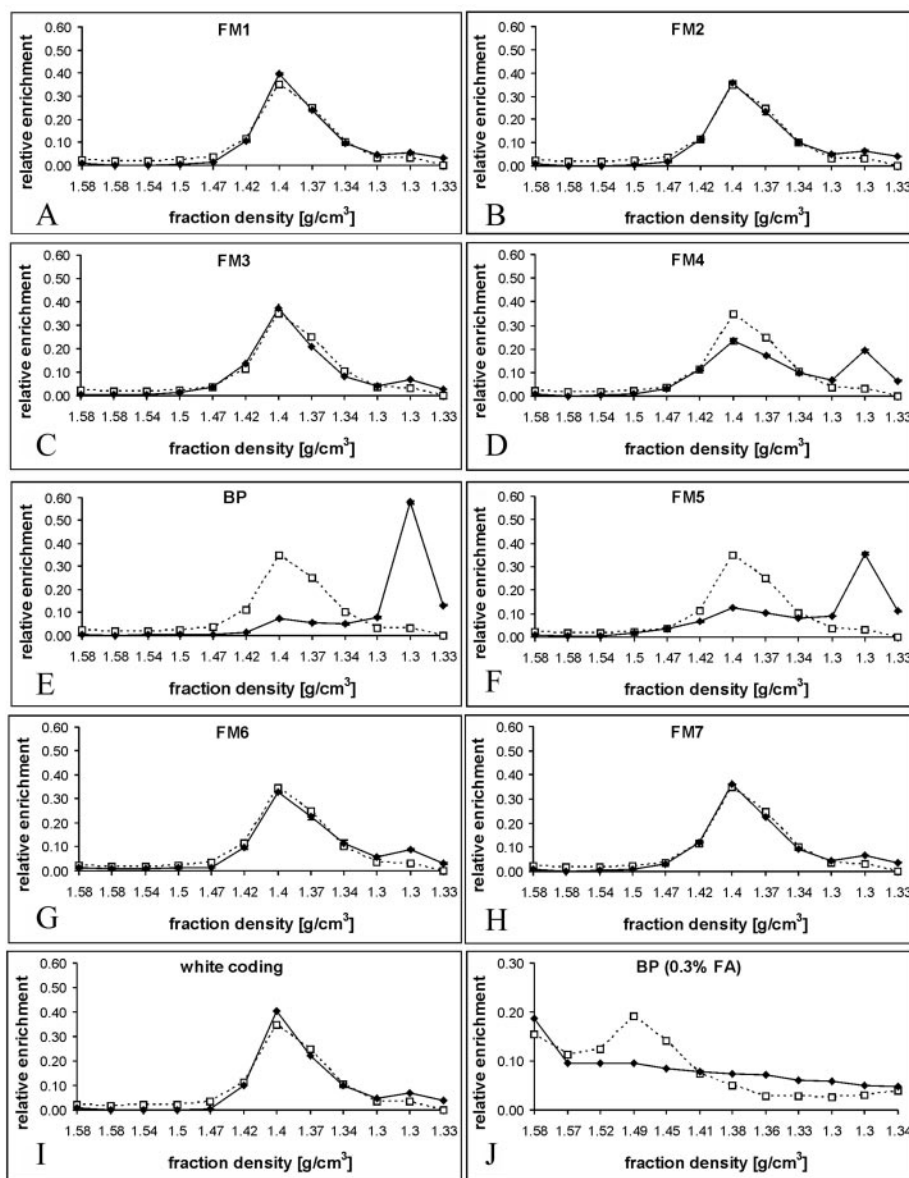 FM1
relative enrichment
0.60
0.50
0.40
0.30
0.20
0.10
0.00
1.58 1.58 1.54 1.5 1.47 1.42 1.4 1.37 1.34 1.3 1.3 1.33
A
fraction density [g/cm³]
FM2
relative enrichment
0.60
0.50
0.40
0.30
0.20
0.10
0.00
1.58 1.58 1.54 1.5 1.47 1.42 1.4 1.37 1.34 1.3 1.3 1.33
B
fraction density [g/cm³]
FM3
relative enrichment
0.60
0.50
0.40
0.30
0.20
0.10
0.00
1.58 1.58 1.54 1.5 1.47 1.42 1.4 1.37 1.34 1.3 1.3 1.33
C
fraction density [g/cm³]
FM4
relative enrichment
0.60
0.50
0.40
0.30
0.20
0.10
0.00
1.58 1.58 1.54 1.5 1.47 1.42 1.4 1.37 1.34 1.3 1.3 1.33
D
fraction density [g/cm³]
BP
relative enrichment
0.60
0.50
0.40
0.30
0.20
0.10
0.00
1.58 1.58 1.54 1.5 1.47 1.42 1.4 1.37 1.34 1.3 1.3 1.33
E
fraction density [g/cm³]
FM5
relative enrichment
0.60
0.50
0.40
0.30
0.20
0.10
0.00
1.58 1.58 1.54 1.5 1.47 1.42 1.4 1.37 1.34 1.3 1.3 1.33
F
fraction density [g/cm³]
FM6
relative enrichment
0.60
0.50
0.40
0.30
0.20
0.10
0.00
1.58 1.58 1.54 1.5 1.47 1.42 1.4 1.37 1.34 1.3 1.3 1.33
G
fraction density [g/cm³]
FM7
relative enrichment
0.60
0.50
0.40
0.30
0.20
0.10
0.00
1.58 1.58 1.54 1.5 1.47 1.42 1.4 1.37 1.34 1.3 1.3 1.33
H
fraction density [g/cm³]
white coding
relative enrichment
0.60
0.50
0.40
0.30
0.20
0.10
0.00
1.58 1.58 1.54 1.5 1.47 1.42 1.4 1.37 1.34 1.3 1.3 1.33
I
fraction density [g/cm³]
BP (0.3% FA)
relative enrichment
0.30
0.20
0.10
0.00
1.58 1.57 1.52 1.49 1.45 1.41 1.38 1.36 1.33 1.3 1.3 1.34
J
fraction density [g/cm³]